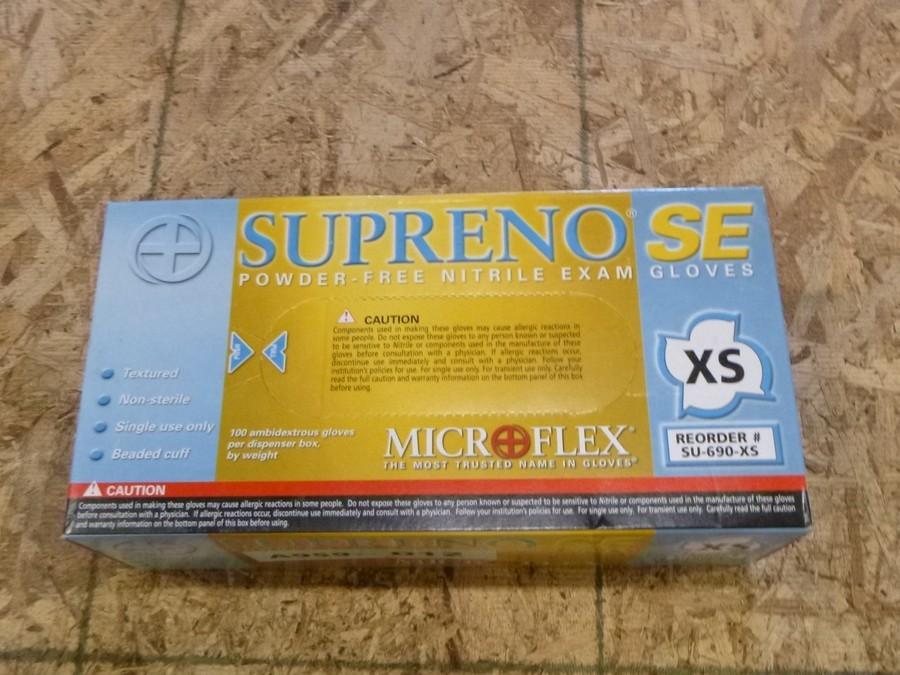 SUPRENO® SE
POWDER-FREE NITRILE EXAM GLOVES
CAUTION
Components used in making these gloves may cause allergic reactions in
some people. Do not expose these gloves to any person known or suspected
to be sensitive to Nitrile or components used in the manufacture of these
gloves before consultation with a physician. If allergic reactions occur,
discontinue use immediately and consult with a physician. Follow your
institution's policies for use. For single use only. For transient use only. Carefully
read the full caution and warranty information on the bottom panel of this box
before using.
XS
Textured
Non-sterile
Single use only
Beaded cuff
100 ambidextrous gloves
per dispenser box,
by weight
MICROFLEX®
THE MOST TRUSTED NAME IN GLOVES®
REORDER #
SU-690-XS
CAUTION
Components used in making these gloves may cause allergic reactions in some people. Do not expose these gloves to any person known or suspected to be sensitive to Nitrile or components used in the manufacture of these gloves
before consultation with a physician. If allergic reactions occur, discontinue use immediately and consult with a physician. Follow your institution's policies for use. For single use only. For transient use only. Carefully read the full caution
and warranty information on the bottom panel of this box before using.
XS